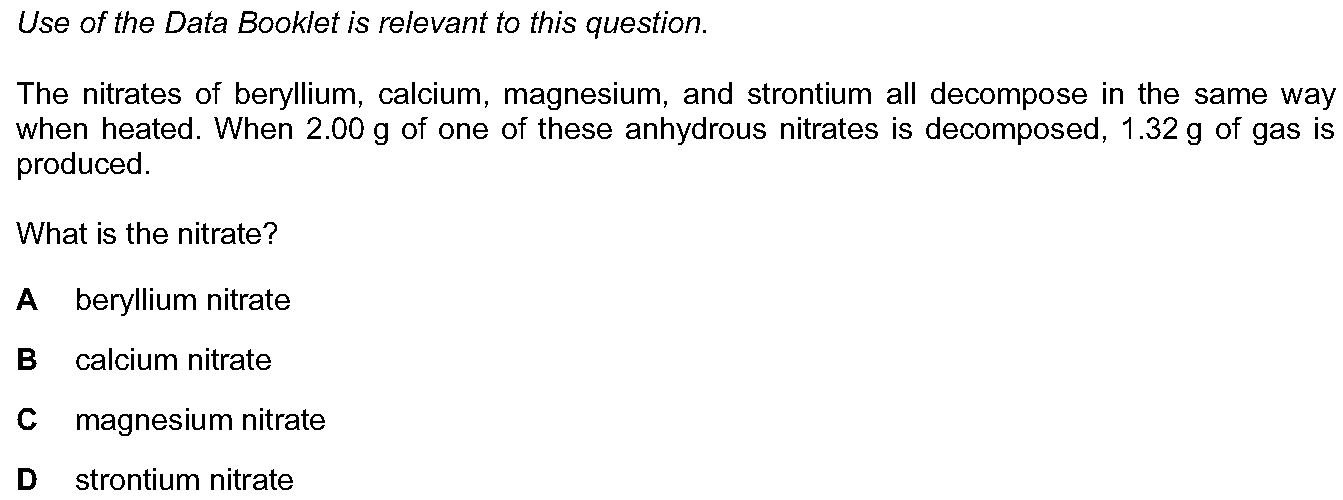 Use of the Data Booklet is relevant to this question.
The nitrates of beryllium, calcium, magnesium, and strontium all decompose in the same way
when heated. When 2.00 g of one of these anhydrous nitrates is decomposed, 1.32 g of gas is
produced.
What is the nitrate?
A beryllium nitrate
B calcium nitrate
C magnesium nitrate
D strontium nitrate